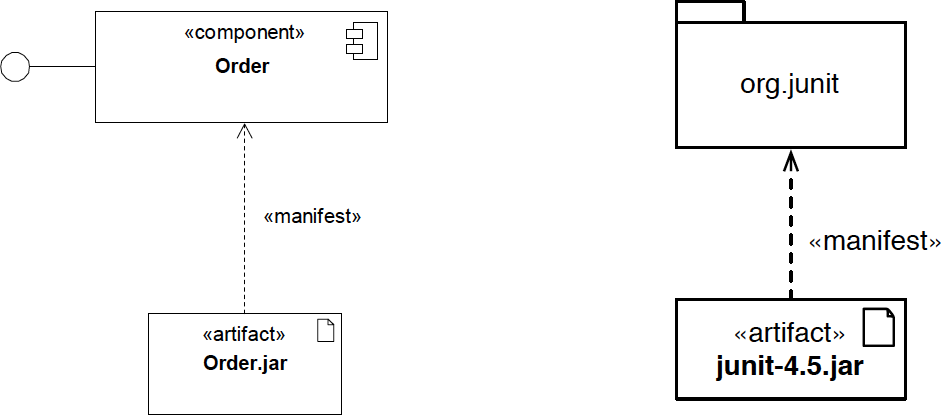 «component»
Order
«manifest»
«artifact»
Order.jar
org.junit
«manifest»
«artifact»
junit-4.5.jar